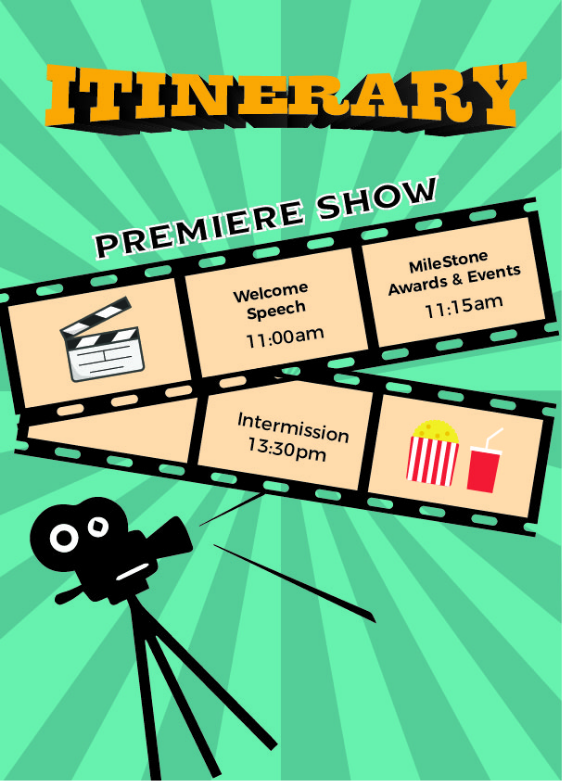 ITINERARY
PREMIERE SHOW
Welcome
Speech
11:00am
MileStone
Awards & Events
11:15am
Intermission
13:30pm